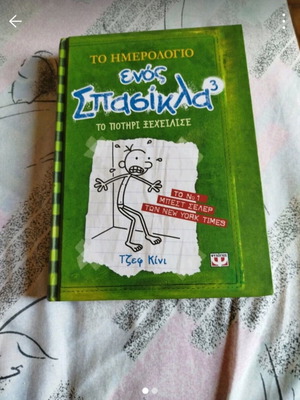 ΤΟ ΗΜΕΡΟΛΟΓΙΟ
ενός
Σπασίκλα 3
ΤΟ ΠΟΤΗΡΙ ΞΕΧΕΙΛΙΣΕ
ΤΟ Νο 1
ΜΠΕΣΤ ΣΕΛΕΡ
ΤΩΝ NEW YORK TIMES
Τζεφ Κίνι